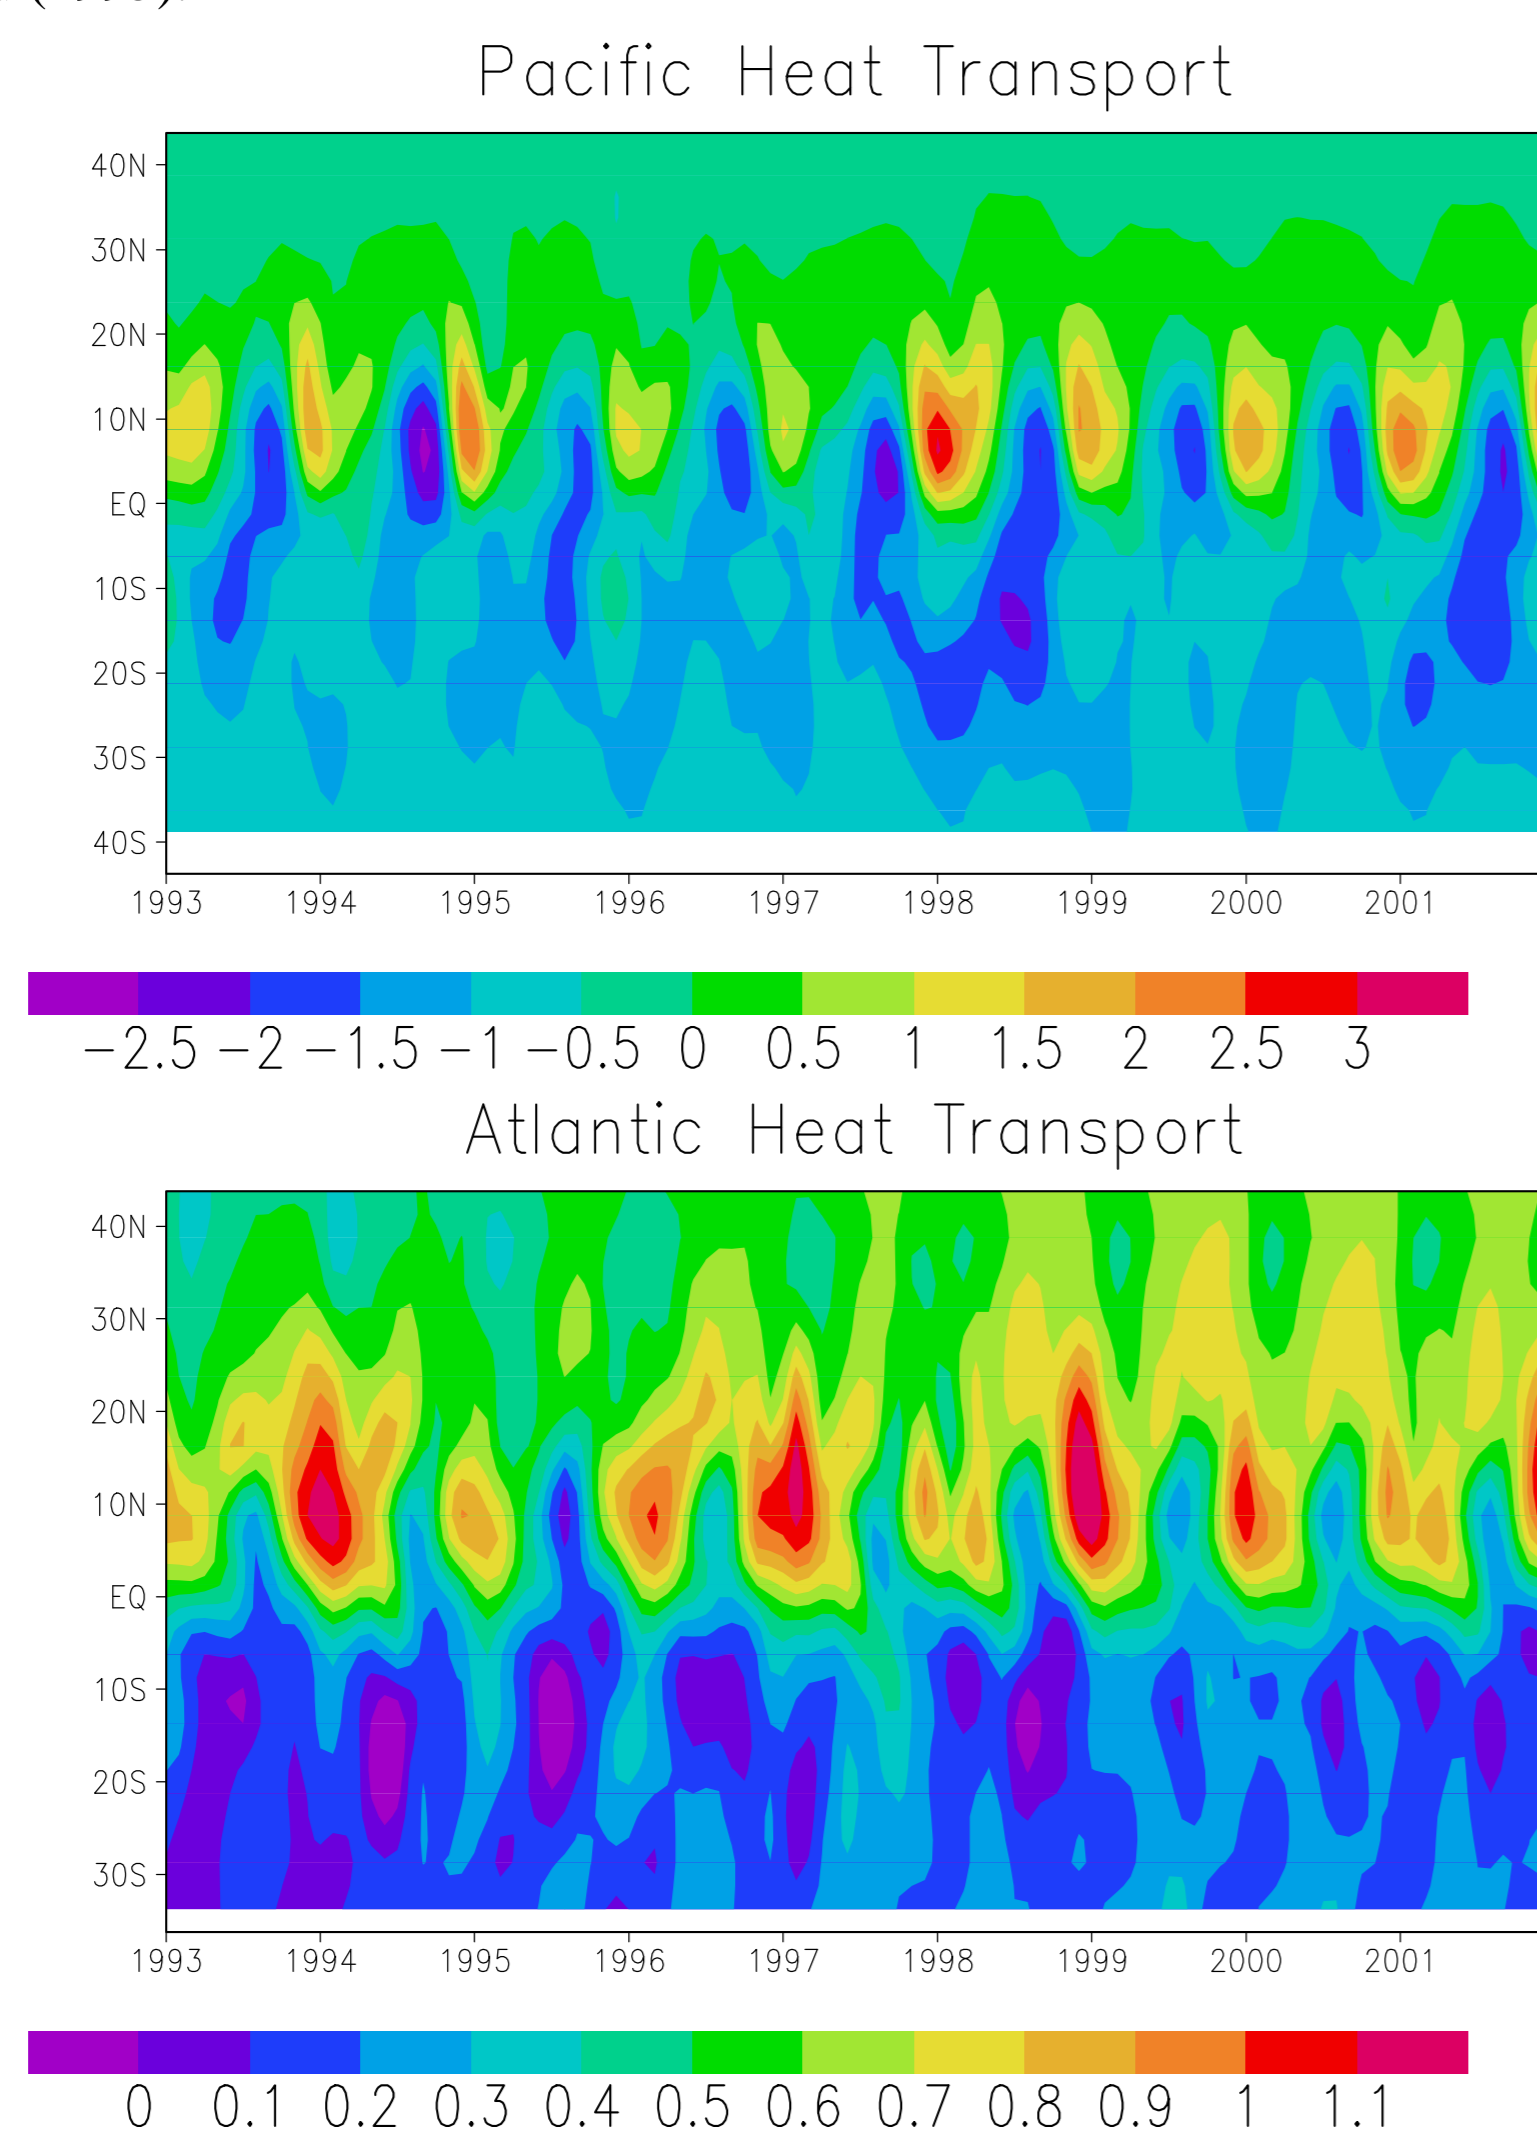 Pacific Heat Transport
40N
30N
20N
10N
EQ
10S
20S
30S
40S
1993 1994 1995 1996 1997 1998 1999 2000 2001
−2.5 −2 −1.5 −1 −0.5 0 0.5 1 1.5 2 2.5 3
Atlantic Heat Transport
40N
30N
20N
10N
EQ
10S
20S
30S
1993 1994 1995 1996 1997 1998 1999 2000 2001
0 0.1 0.2 0.3 0.4 0.5 0.6 0.7 0.8 0.9 1 1.1